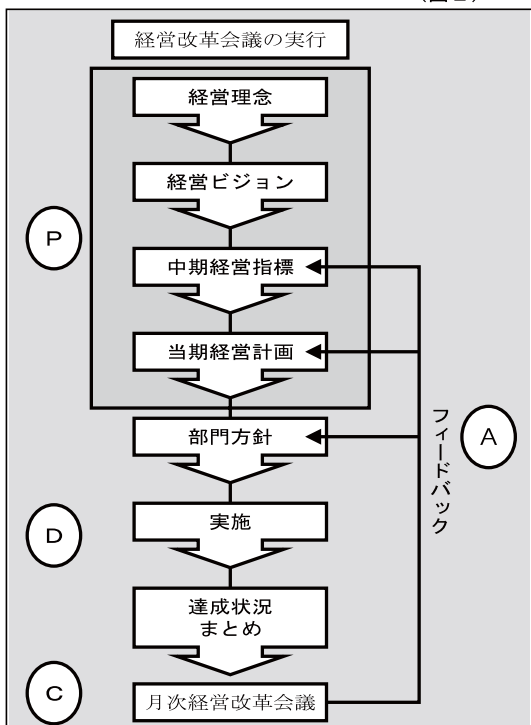 経営改革会議の実行
経営理念
経営ビジョン
P
中期経営指標
当期経営計画
部門方針
フィードバック
A
D
実施
達成状況
まとめ
C
月次経営改革会議